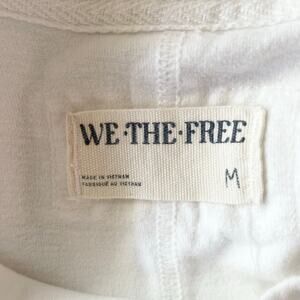 WE·THE·FREE
MADE IN VIETNAM
FABRIQUÉ AU VIETNAM
M